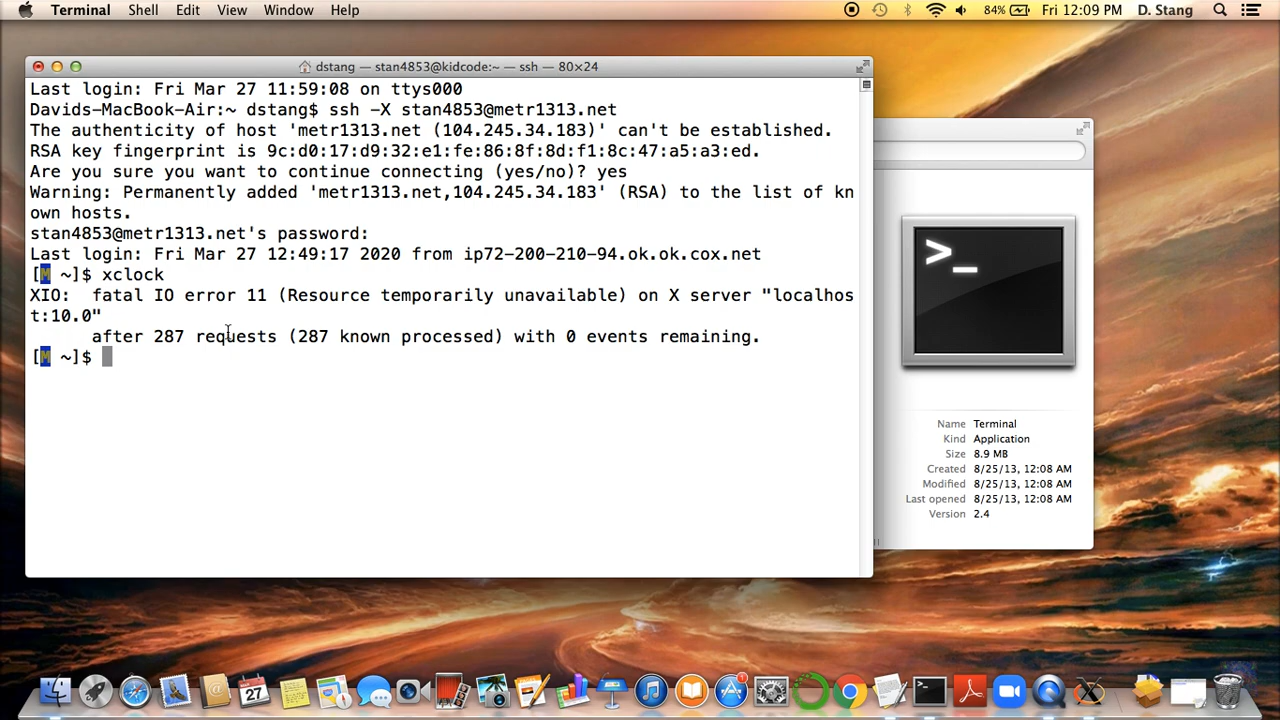 Terminal Shell Edit View Window Help 84% Fri 12:09 PM D. Stang
dstang — stan4853@kidcode:~ — ssh — 80×24
Last login: Fri Mar 27 11:59:08 on ttys000
Davids-MacBook-Air:~ dstang$ ssh -X stan4853@metr1313.net
The authenticity of host 'metr1313.net (104.245.34.183)' can't be established.
RSA key fingerprint is 9c:d0:17:d9:32:e1:fe:86:8f:8d:f1:8c:47:a5:a3:ed.
Are you sure you want to continue connecting (yes/no)? yes
Warning: Permanently added 'metr1313.net,104.245.34.183' (RSA) to the list of kn
own hosts.
stan4853@metr1313.net's password:
Last login: Fri Mar 27 12:49:17 2020 from ip72-200-210-94.ok.ok.cox.net
[M ~]$ xclock
XIO:  fatal IO error 11 (Resource temporarily unavailable) on X server "localhos
t:10.0"
      after 287 requests (287 known processed) with 0 events remaining.
[M ~]$
>_
Name Terminal
Kind Application
Size 8.9 MB
Created 8/25/13, 12:08 AM
Modified 8/25/13, 12:08 AM
Last opened 8/25/13, 12:08 AM
Version 2.4
27